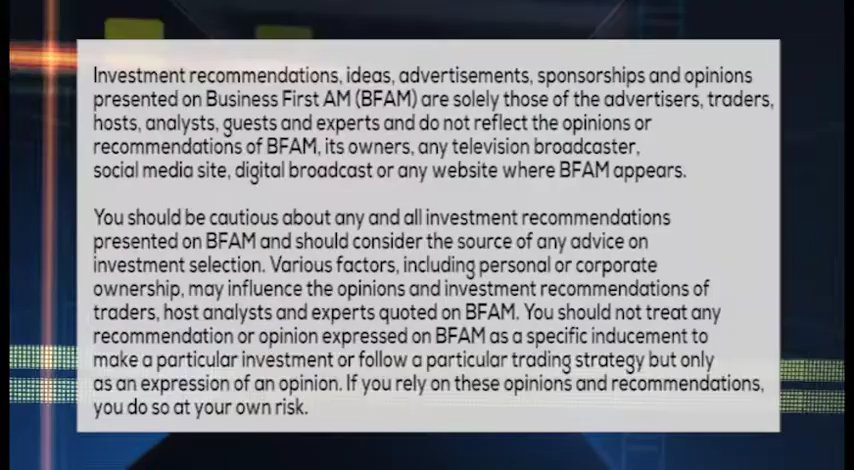 Investment recommendations, ideas, advertisements, sponsorships and opinions
presented on Business First AM (BFAM) are solely those of the advertisers, traders,
hosts, analysts, guests and experts and do not reflect the opinions or
recommendations of BFAM, its owners, any television broadcaster,
social media site, digital broadcast or any website where BFAM appears.
You should be cautious about any and all investment recommendations
presented on BFAM and should consider the source of any advice on
investment selection. Various factors, including personal or corporate
ownership, may influence the opinions and investment recommendations of
traders, host analysts and experts quoted on BFAM. You should not treat any
recommendation or opinion expressed on BFAM as a specific inducement to
make a particular investment or follow a particular trading strategy but only
as an expression of an opinion. If you rely on these opinions and recommendations,
you do so at your own risk.